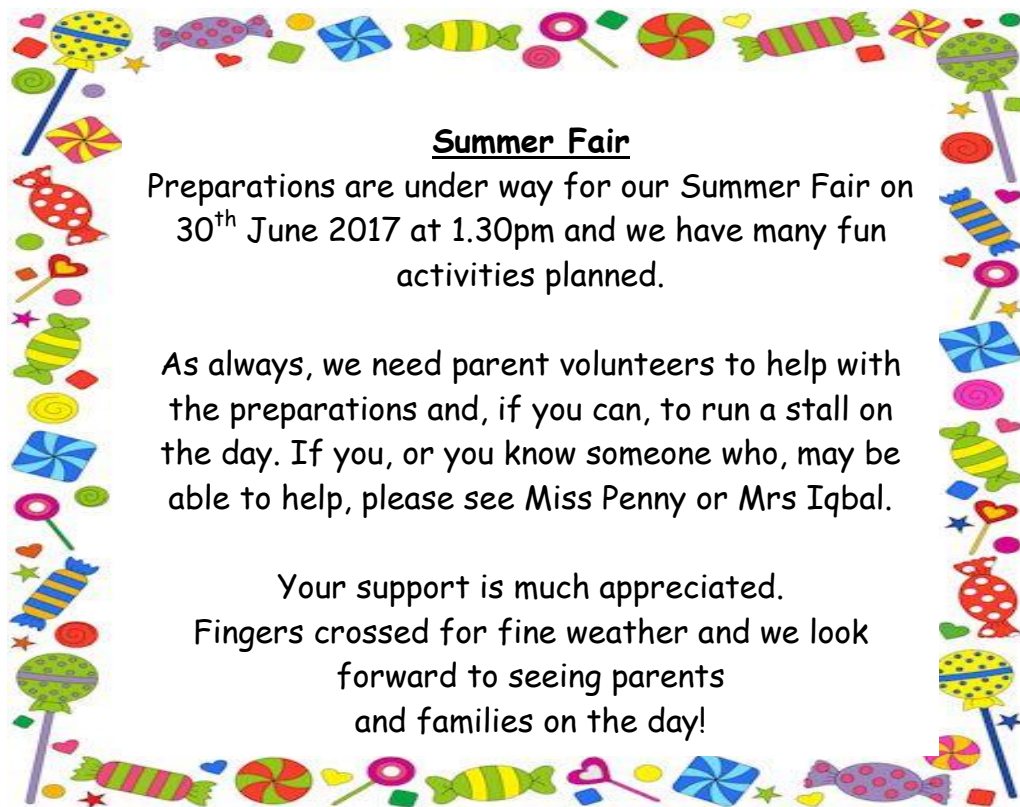 Summer Fair
Preparations are under way for our Summer Fair on
30th June 2017 at 1.30pm and we have many fun
activities planned.
As always, we need parent volunteers to help with
the preparations and, if you can, to run a stall on
the day. If you, or you know someone who, may be
able to help, please see Miss Penny or Mrs Iqbal.
Your support is much appreciated.
Fingers crossed for fine weather and we look
forward to seeing parents
and families on the day!